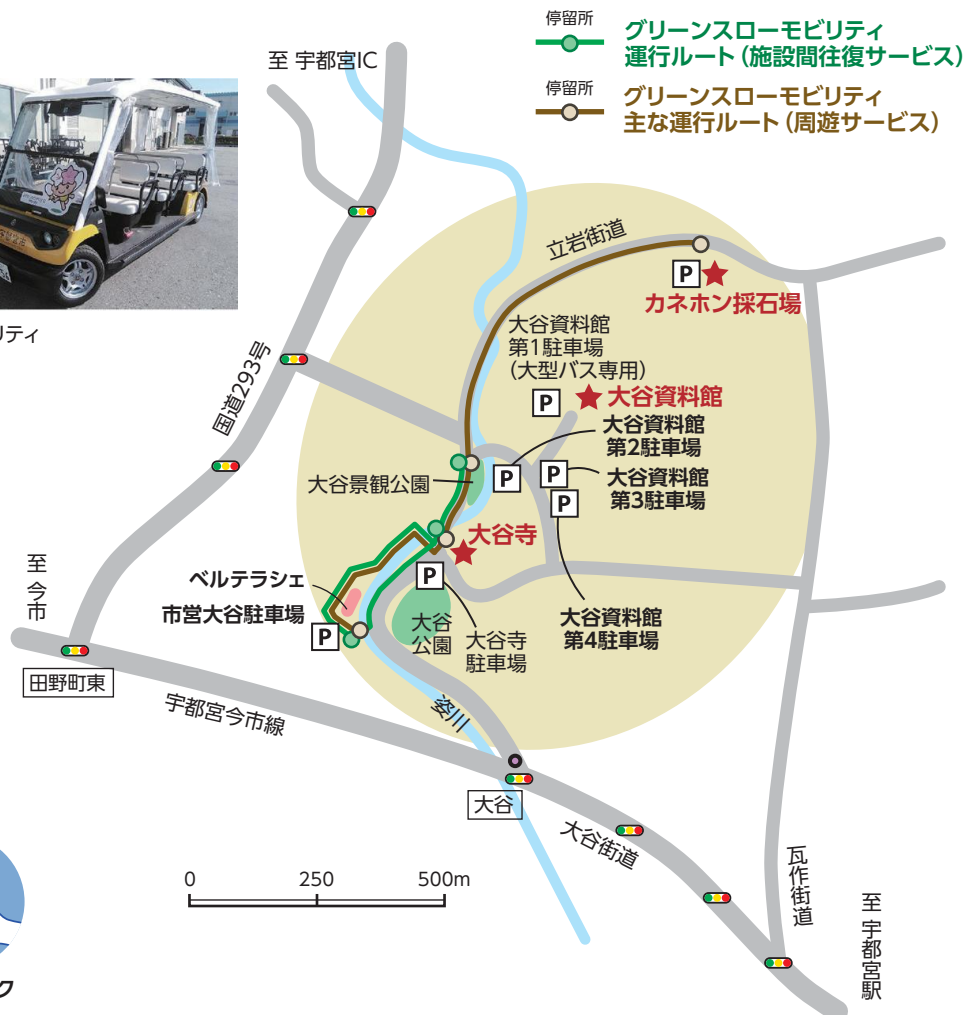 停留所
グリーンスローモビリティ
運行ルート(施設間往復サービス)
停留所
グリーンスローモビリティ
主な運行ルート(周遊サービス)
至 宇都宮IC
リティ
立岩街道
P
カネホン採石場
大谷資料館
第1駐車場
(大型バス専用)
P
大谷資料館
国道293号
大谷資料館
第2駐車場
P
P
大谷資料館
第3駐車場
P
大谷景観公園
大谷寺
至 今市
ベルテラシェ
市営大谷駐車場
P
P
大谷
公園
大谷寺
駐車場
大谷資料館
第4駐車場
田野町東
宇都宮今市線
姿川
大谷
大谷街道
瓦作街道
至 宇都宮駅
0 250 500m
ク